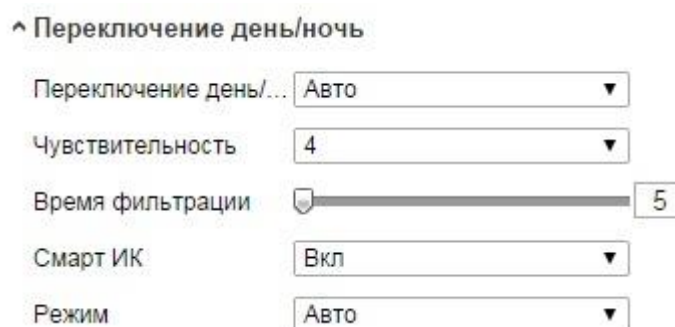 Переключение день/ночь
Переключение день/... Авто
Чувствительность 4
Время фильтрации 5
Смарт ИК Вкл
Режим Авто